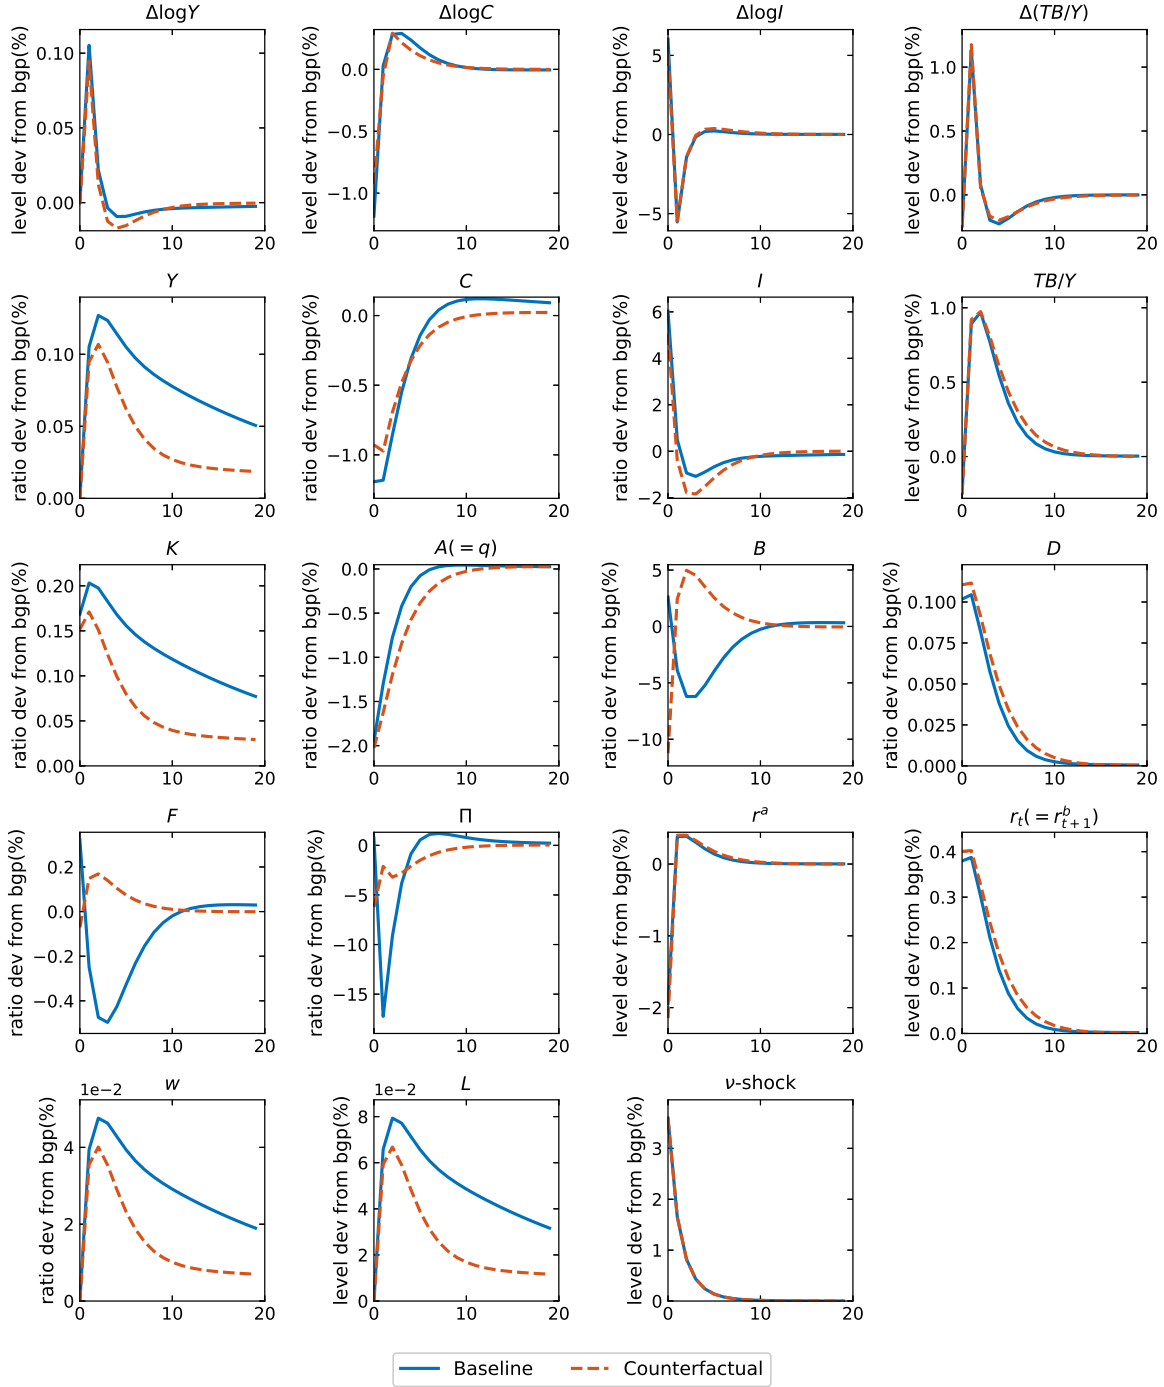 ΔlogY
ΔlogC
ΔlogI
Δ(TB/Y)
level dev from bgp(%)
0.10
0.05
0.00
0 10 20
level dev from bgp(%)
0.0
−0.5
−1.0
0 10 20
level dev from bgp(%)
5
0
−5
0 10 20
level dev from bgp(%)
1.0
0.5
0.0
0 10 20
Y
C
I
TB/Y
ratio dev from bgp(%)
0.10
0.05
0.00
0 10 20
ratio dev from bgp(%)
0.0
−0.5
−1.0
0 10 20
ratio dev from bgp(%)
6
4
2
0
−2
0 10 20
level dev from bgp(%)
1.0
0.5
0.0
0 10 20
K
A(=q)
B
D
ratio dev from bgp(%)
0.20
0.15
0.10
0.05
0.00
0 10 20
ratio dev from bgp(%)
0.0
−0.5
−1.0
−1.5
−2.0
0 10 20
ratio dev from bgp(%)
5
0
−5
−10
0 10 20
ratio dev from bgp(%)
0.100
0.075
0.050
0.025
0.000
0 10 20
F
Π
r^a
r_t(=r^b_{t+1})
ratio dev from bgp(%)
0.2
0.0
−0.2
−0.4
0 10 20
ratio dev from bgp(%)
0
−5
−10
−15
0 10 20
level dev from bgp(%)
0
−1
−2
0 10 20
level dev from bgp(%)
0.4
0.3
0.2
0.1
0.0
0 10 20
w
L
ν-shock
ratio dev from bgp(%)
1e−2
4
2
0
0 10 20
level dev from bgp(%)
1e−2
8
6
4
2
0
0 10 20
level dev from bgp(%)
3
2
1
0
0 10 20
Baseline Counterfactual